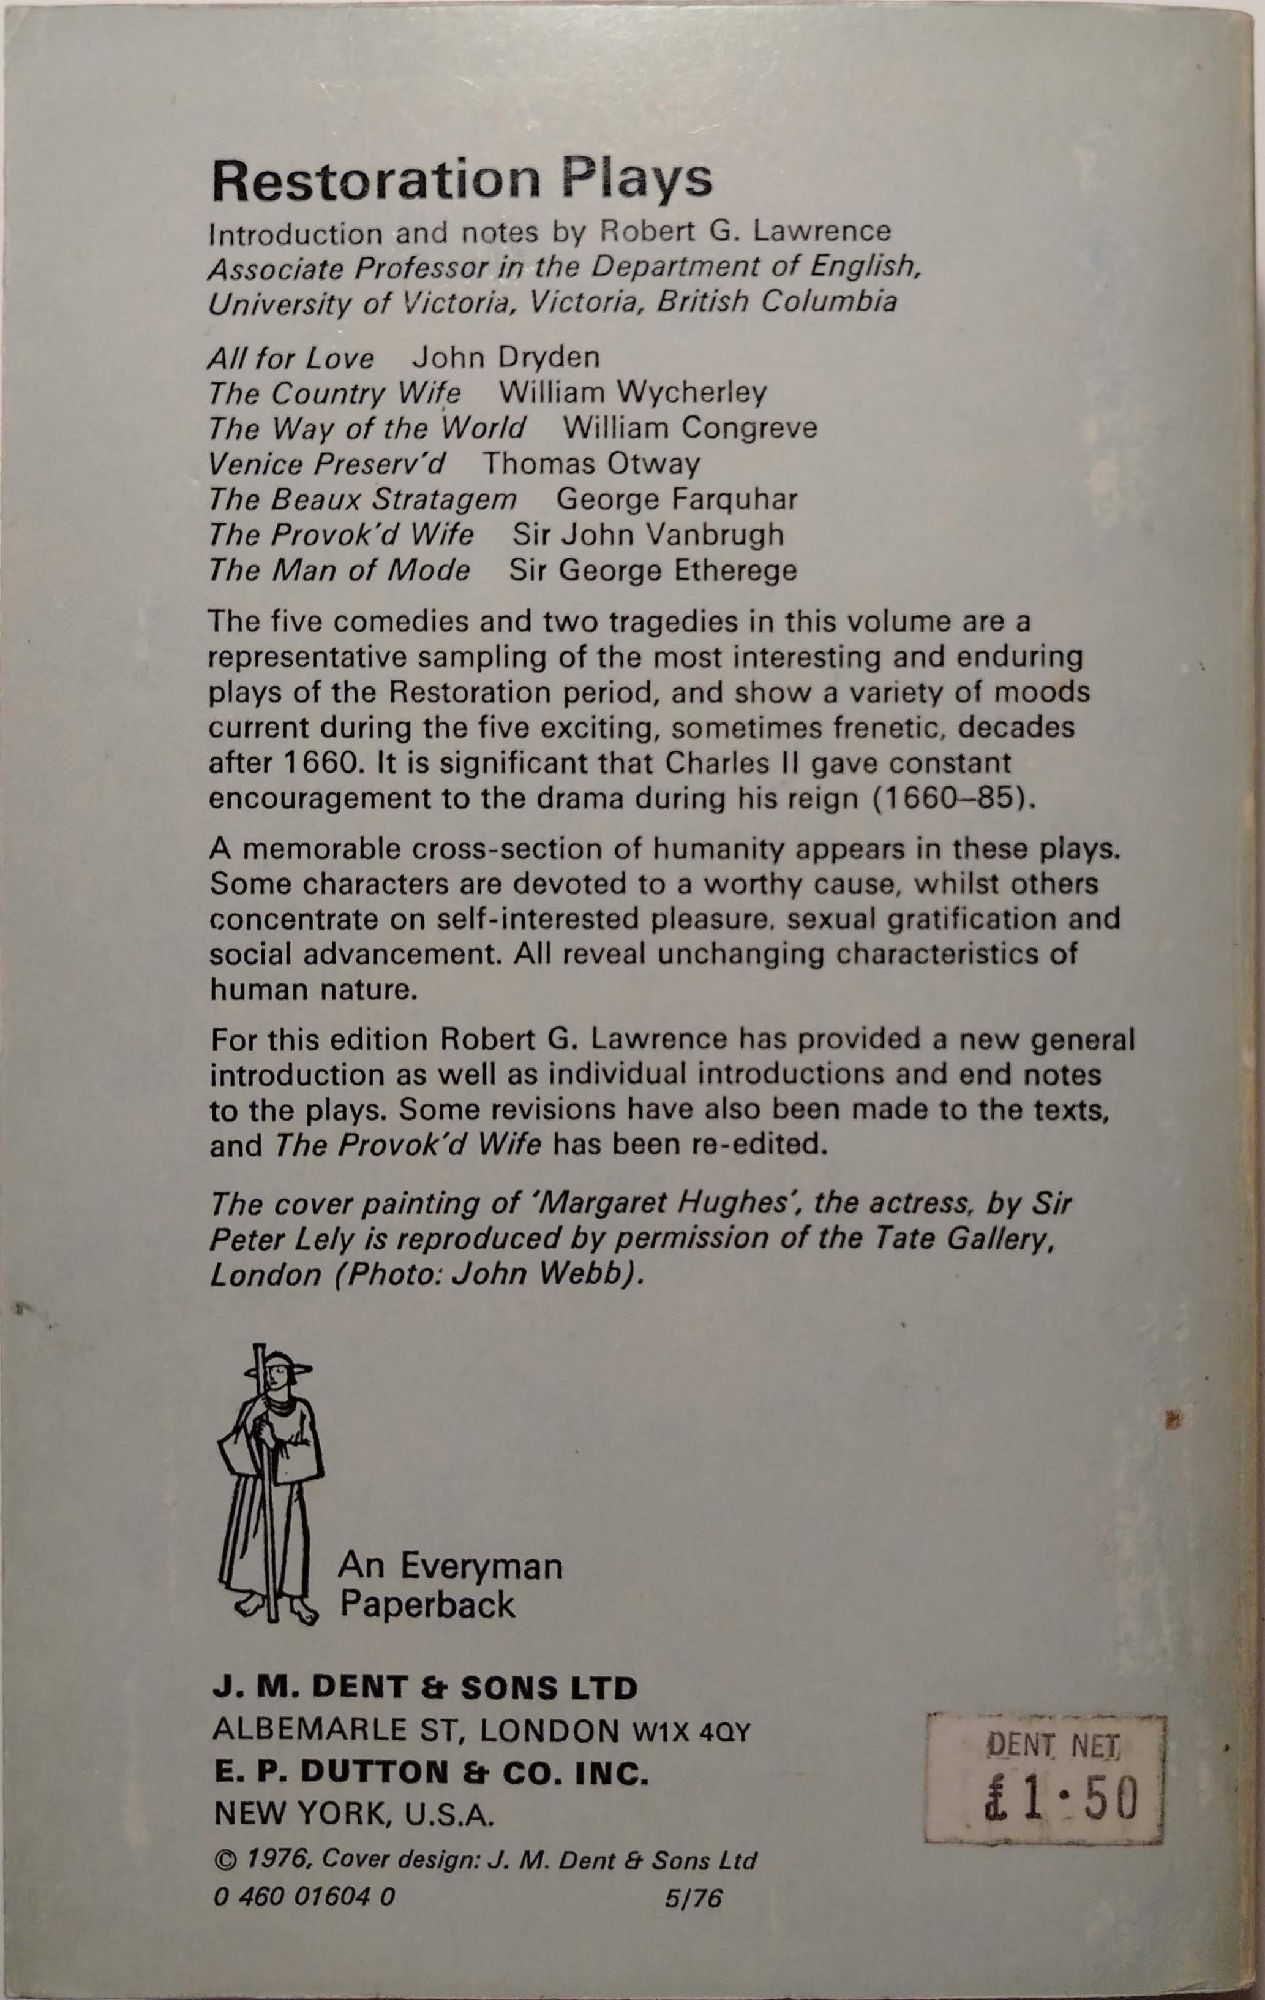 Restoration Plays
Introduction and notes by Robert G. Lawrence
Associate Professor in the Department of English,
University of Victoria, Victoria, British Columbia
All for Love John Dryden
The Country Wife William Wycherley
The Way of the World William Congreve
Venice Preserv'd Thomas Otway
The Beaux Stratagem George Farquhar
The Provok'd Wife Sir John Vanbrugh
The Man of Mode Sir George Etherege
The five comedies and two tragedies in this volume are a
representative sampling of the most interesting and enduring
plays of the Restoration period, and show a variety of moods
current during the five exciting, sometimes frenetic, decades
after 1660. It is significant that Charles II gave constant
encouragement to the drama during his reign (1660–85).
A memorable cross-section of humanity appears in these plays.
Some characters are devoted to a worthy cause, whilst others
concentrate on self-interested pleasure, sexual gratification and
social advancement. All reveal unchanging characteristics of
human nature.
For this edition Robert G. Lawrence has provided a new general
introduction as well as individual introductions and end notes
to the plays. Some revisions have also been made to the texts,
and The Provok'd Wife has been re-edited.
The cover painting of 'Margaret Hughes', the actress, by Sir
Peter Lely is reproduced by permission of the Tate Gallery,
London (Photo: John Webb).
An Everyman
Paperback
J. M. DENT & SONS LTD
ALBEMARLE ST, LONDON W1X 4QY
E. P. DUTTON & CO. INC.
NEW YORK, U.S.A.
© 1976, Cover design: J. M. Dent & Sons Ltd
0 460 01604 0 5/76
DENT NET
£1·50